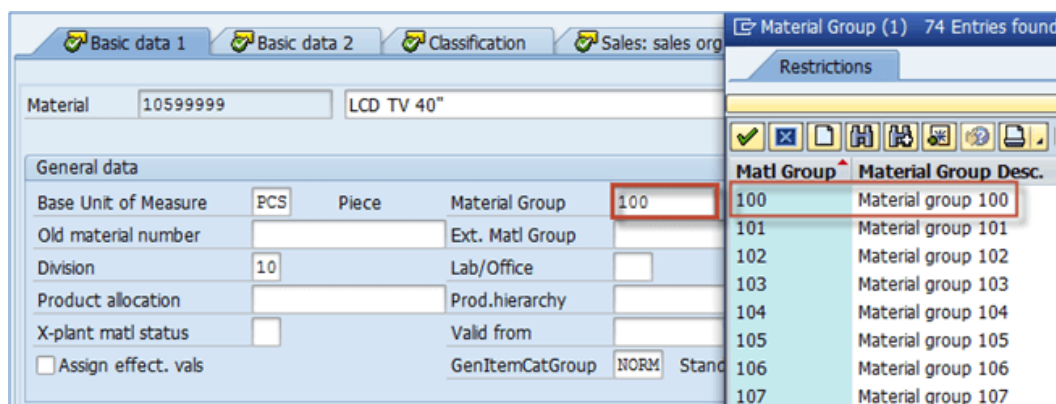 Basic data 1 Basic data 2 Classification Sales: sales org
Material 10599999 LCD TV 40"
General data
Base Unit of Measure PCS Piece Material Group 100
Old material number Ext. Matl Group
Division 10 Lab/Office
Product allocation Prod.hierarchy
X-plant matl status Valid from
Assign effect. vals GenItemCatGroup NORM Stand
Material Group (1) 74 Entries found
Restrictions
Matl Group Material Group Desc.
100 Material group 100
101 Material group 101
102 Material group 102
103 Material group 103
104 Material group 104
105 Material group 105
106 Material group 106
107 Material group 107